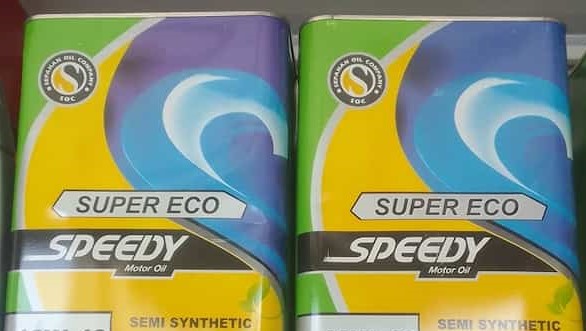 SEPAHAN OIL COMPANY
SOC
SUPER ECO
SPEEDY
Motor Oil
SEMI SYNTHETIC
SEPAHAN OIL COMPANY
SOC
SUPER ECO
SPEEDY
Motor Oil
SEMI SYNTHETIC